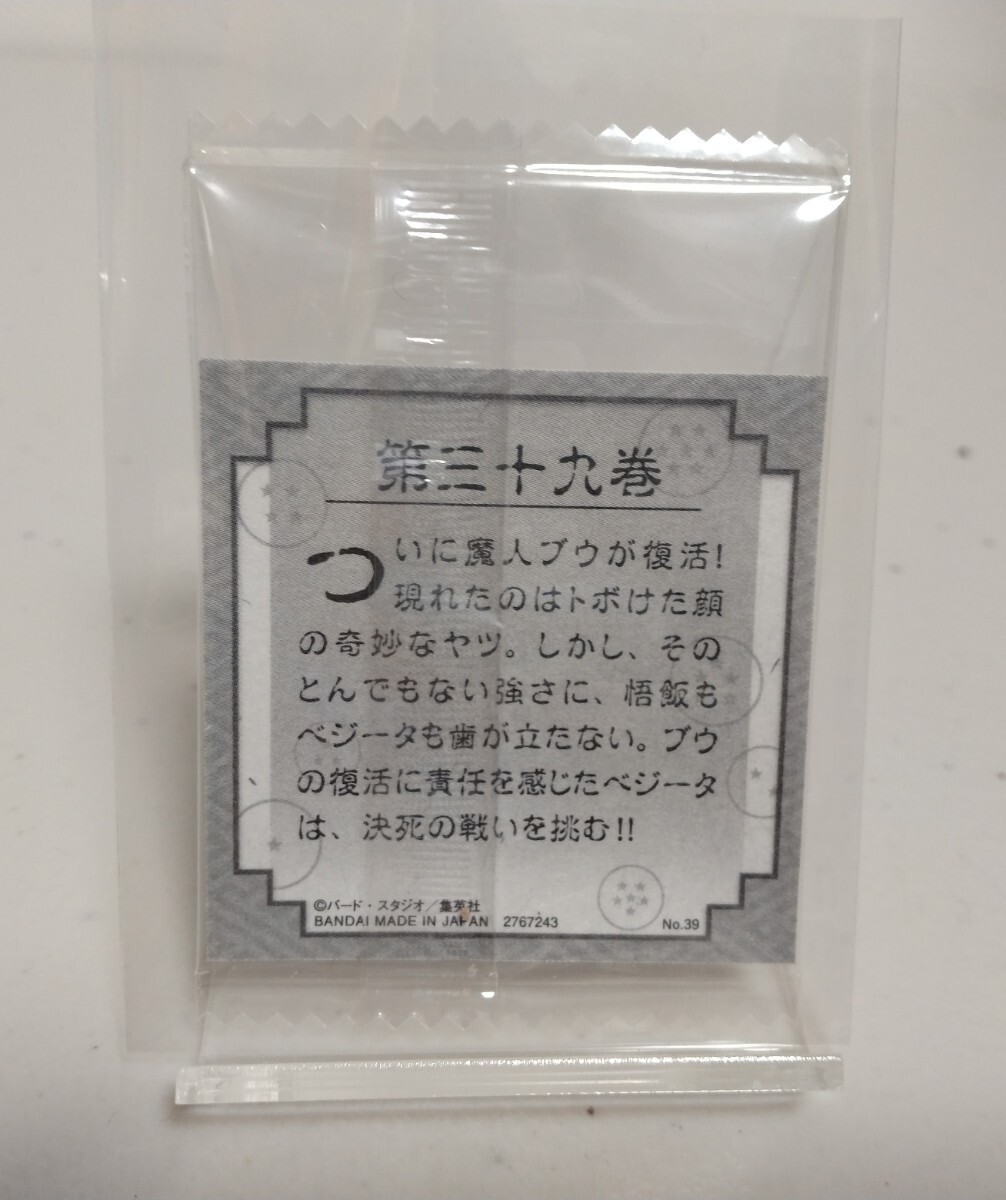 第三十九巻
ついに魔人ブウが復活!
現れたのはトボけた顔
の奇妙なヤツ。しかし、その
とんでもない強さに、悟飯も
ベジータも歯が立たない。ブウ
の復活に責任を感じたベジータ
は、決死の戦いを挑む!!
©バード・スタジオ/集英社
BANDAI MADE IN JAPAN 2767243 No.39